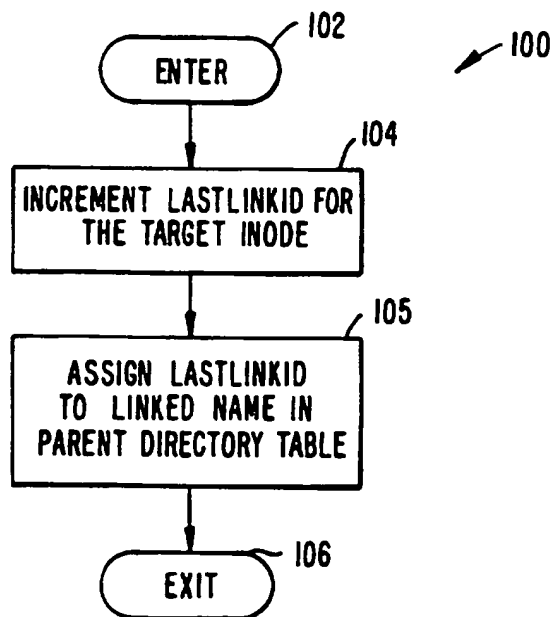 102
ENTER
100
104
INCREMENT LASTLINKID FOR
THE TARGET INODE
105
ASSIGN LASTLINKID
TO LINKED NAME IN
PARENT DIRECTORY TABLE
106
EXIT